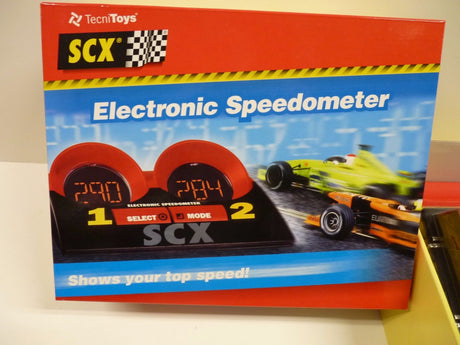 TecniToys®
SCX®
Electronic Speedometer
290 284
ELECTRONIC SPEEDOMETER
1 SELECT MODE 2
SCX
Shows your top speed!